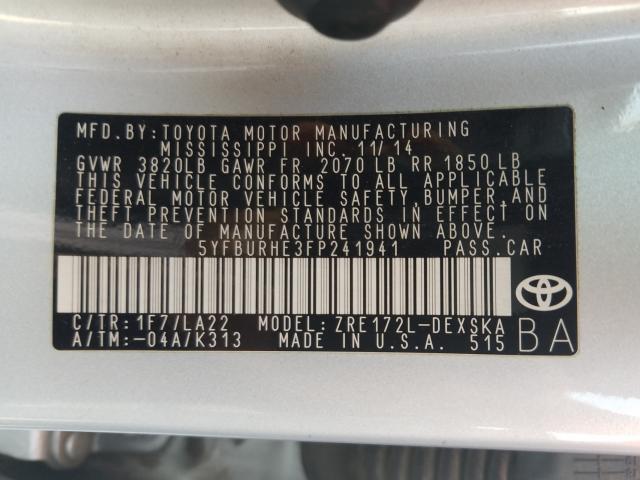 MFD. BY: TOYOTA MOTOR MANUFACTURING
MISSISSIPPI INC. 11/14
GVWR 3820LB GAWR FR 2070 LB RR 1850 LB
THIS VEHICLE CONFORMS TO ALL APPLICABLE
FEDERAL MOTOR VEHICLE SAFETY, BUMPER, AND
THEFT PREVENTION STANDARDS IN EFFECT ON
THE DATE OF MANUFACTURE SHOWN ABOVE.
5YFBURHE3FP241941 PASS. CAR
C/TR: 1F7/LA22 MODEL: ZRE172L-DEXSKA
A/TM: -04A/K313 MADE IN U.S.A. 515
BA
TOYOTA